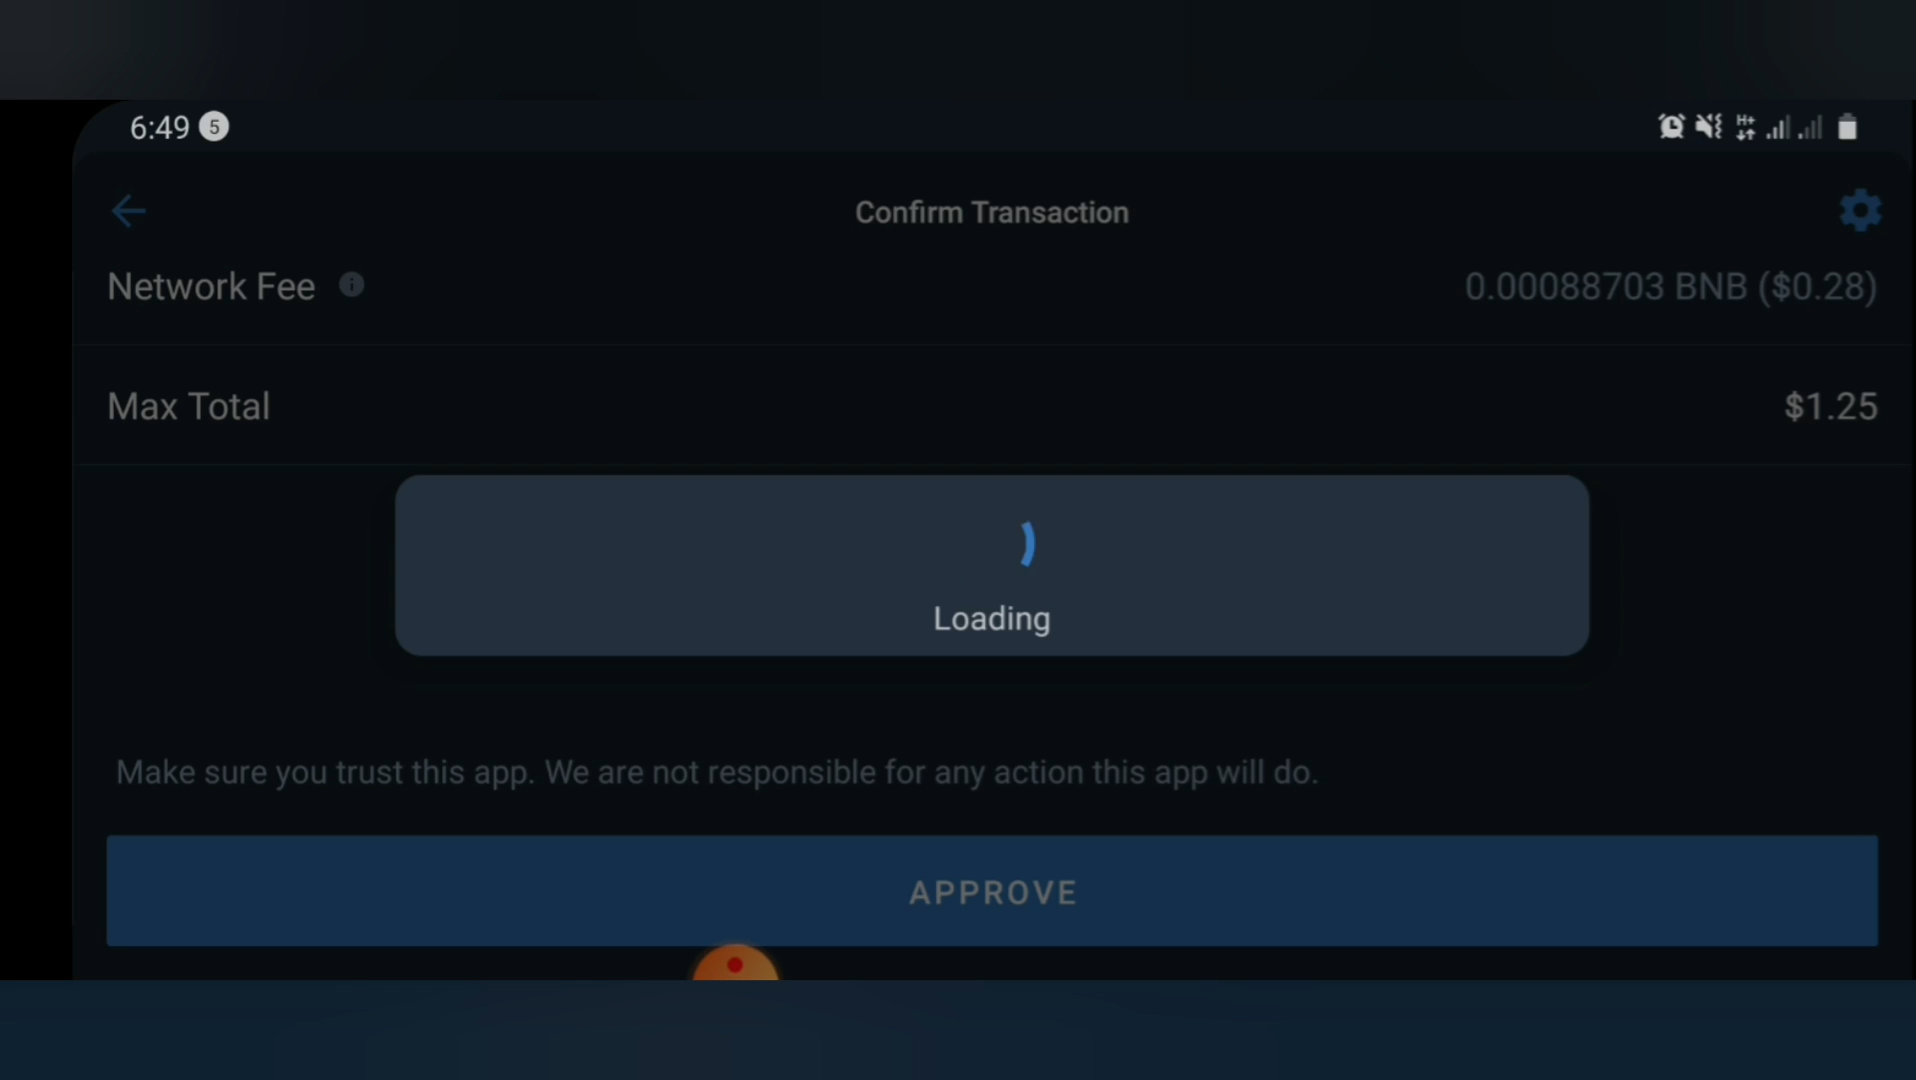 6:49 5
H+
Confirm Transaction
Network Fee i 0.00088703 BNB ($0.28)
Max Total $1.25
Loading
Make sure you trust this app. We are not responsible for any action this app will do.
APPROVE